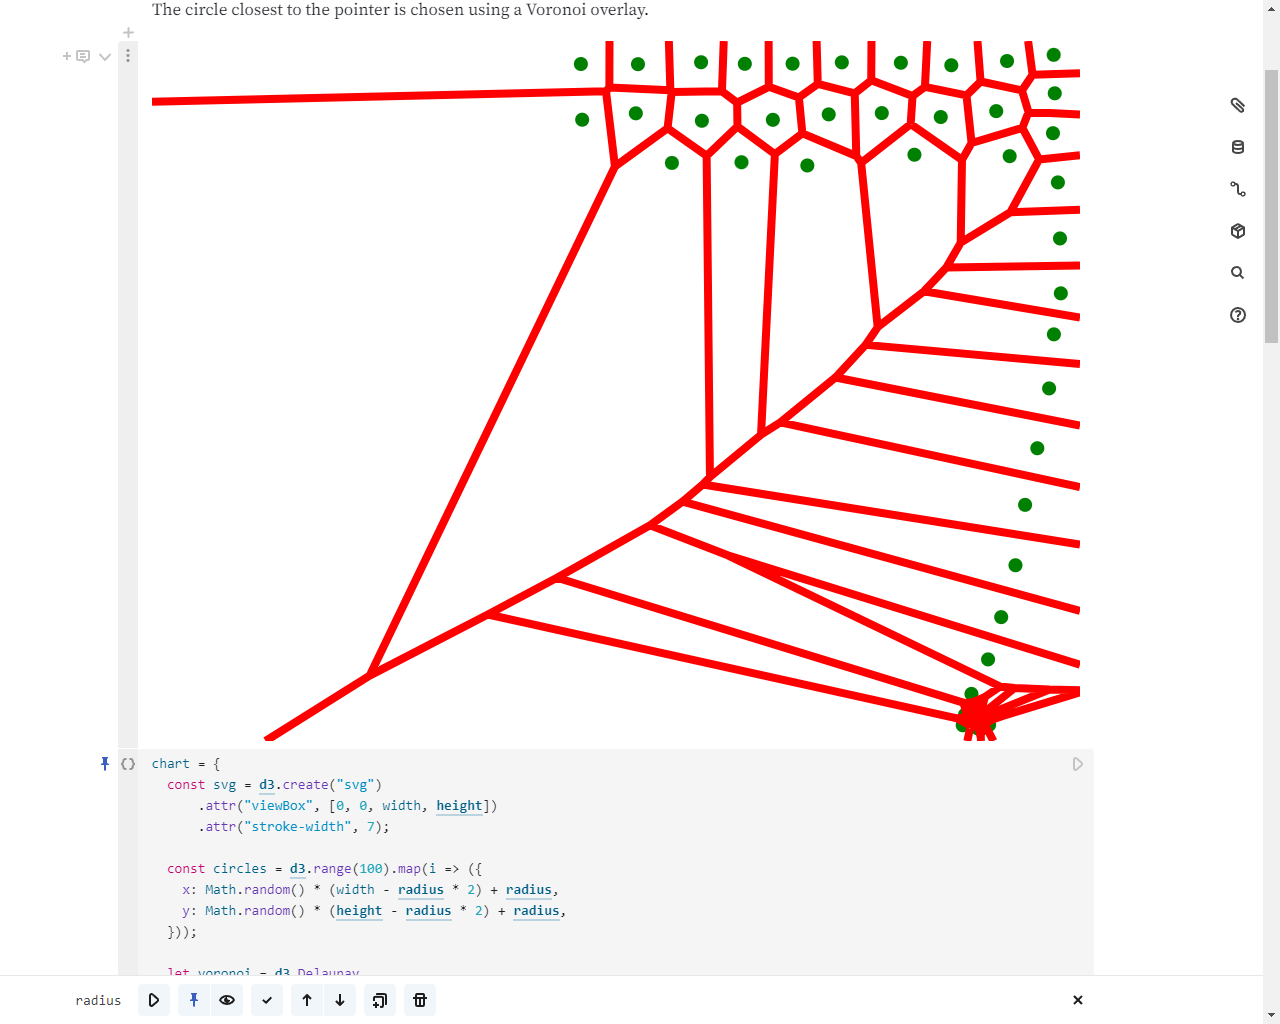 The circle closest to the pointer is chosen using a Voronoi overlay.
chart = {
const svg = d3.create("svg")
.attr("viewBox", [0, 0, width, height])
.attr("stroke-width", 7);
const circles = d3.range(100).map(i => ({
x: Math.random() * (width - radius * 2) + radius,
y: Math.random() * (height - radius * 2) + radius,
}));
let voronoi = d3.Delaunay
radius